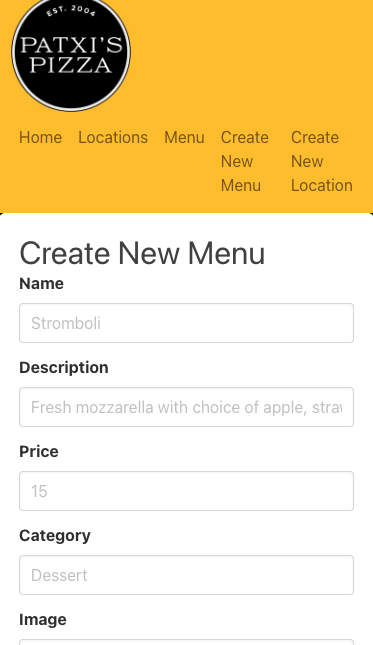 EST. 2004
PATXI'S
PIZZA
Home Locations Menu Create New Menu Create New Location
Create New Menu
Name
Stromboli
Description
Fresh mozzarella with choice of apple, straw
Price
15
Category
Dessert
Image